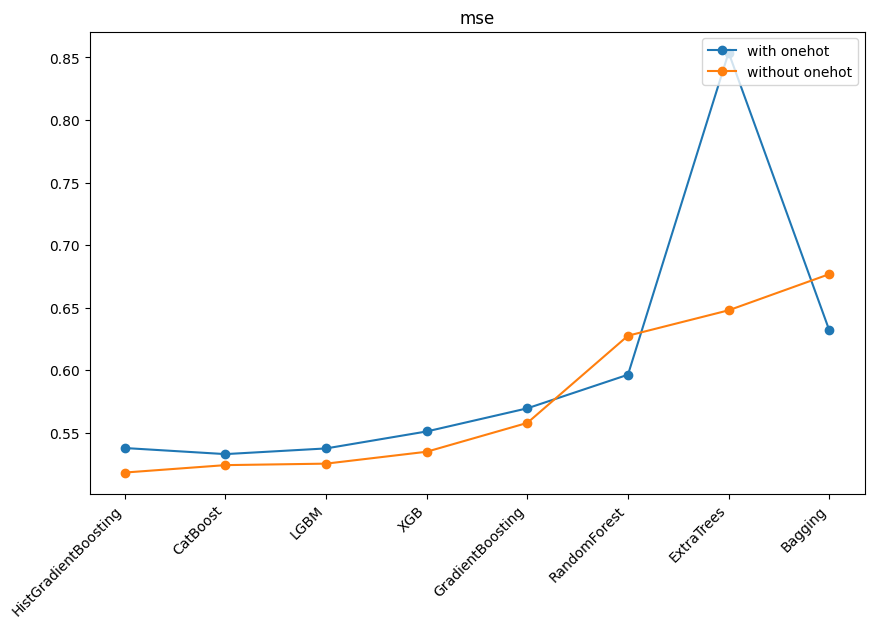 mse
with onehot
without onehot
0.85
0.80
0.75
0.70
0.65
0.60
0.55
HistGradientBoosting
CatBoost
LGBM
XGB
GradientBoosting
RandomForest
ExtraTrees
Bagging